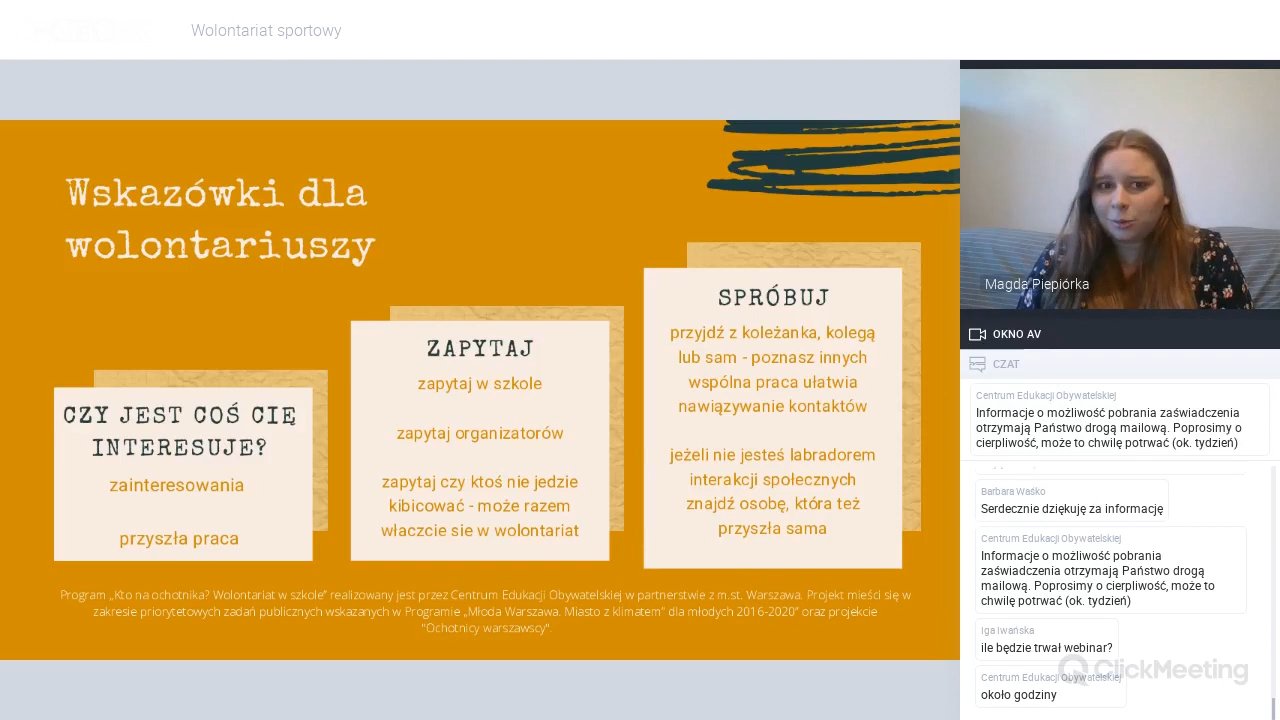 Wolontariat sportowy
Wskazówki dla
wolontariuszy
CZY JEST COŚ CIĘ
INTERESUJE?
zainteresowania
przyszła praca
ZAPYTAJ
zapytaj w szkole
zapytaj organizatorów
zapytaj czy ktoś nie jedzie
kibicować - może razem
właczcie sie w wolontariat
SPRÓBUJ
przyjdź z koleżanka, kolegą
lub sam - poznasz innych
wspólna praca ułatwia
nawiązywanie kontaktów
jeżeli nie jesteś labradorem
interakcji społecznych
znajdź osobę, która też
przyszła sama
Program „Kto na ochotnika? Wolontariat w szkole” realizowany jest przez Centrum Edukacji Obywatelskiej w partnerstwie z m.st. Warszawa. Projekt mieści się w
zakresie priorytetowych zadań publicznych wskazanych w Programie „Młoda Warszawa. Miasto z klimatem” dla młodych 2016-2020” oraz projekcie
"Ochotnicy warszawscy".
Magda Piepiórka
OKNO AV
CZAT
Centrum Edukacji Obywatelskiej
Informacje o możliwość pobrania zaświadczenia
otrzymają Państwo drogą mailową. Poprosimy o
cierpliwość, może to chwilę potrwać (ok. tydzień)
Barbara Waśko
Serdecznie dziękuję za informację
Centrum Edukacji Obywatelskiej
Informacje o możliwość pobrania
zaświadczenia otrzymają Państwo drogą
mailową. Poprosimy o cierpliwość, może to
chwilę potrwać (ok. tydzień)
Iga Iwańska
ile będzie trwał webinar?
Centrum Edukacji Obywatelskiej
około godziny
ClickMeeting